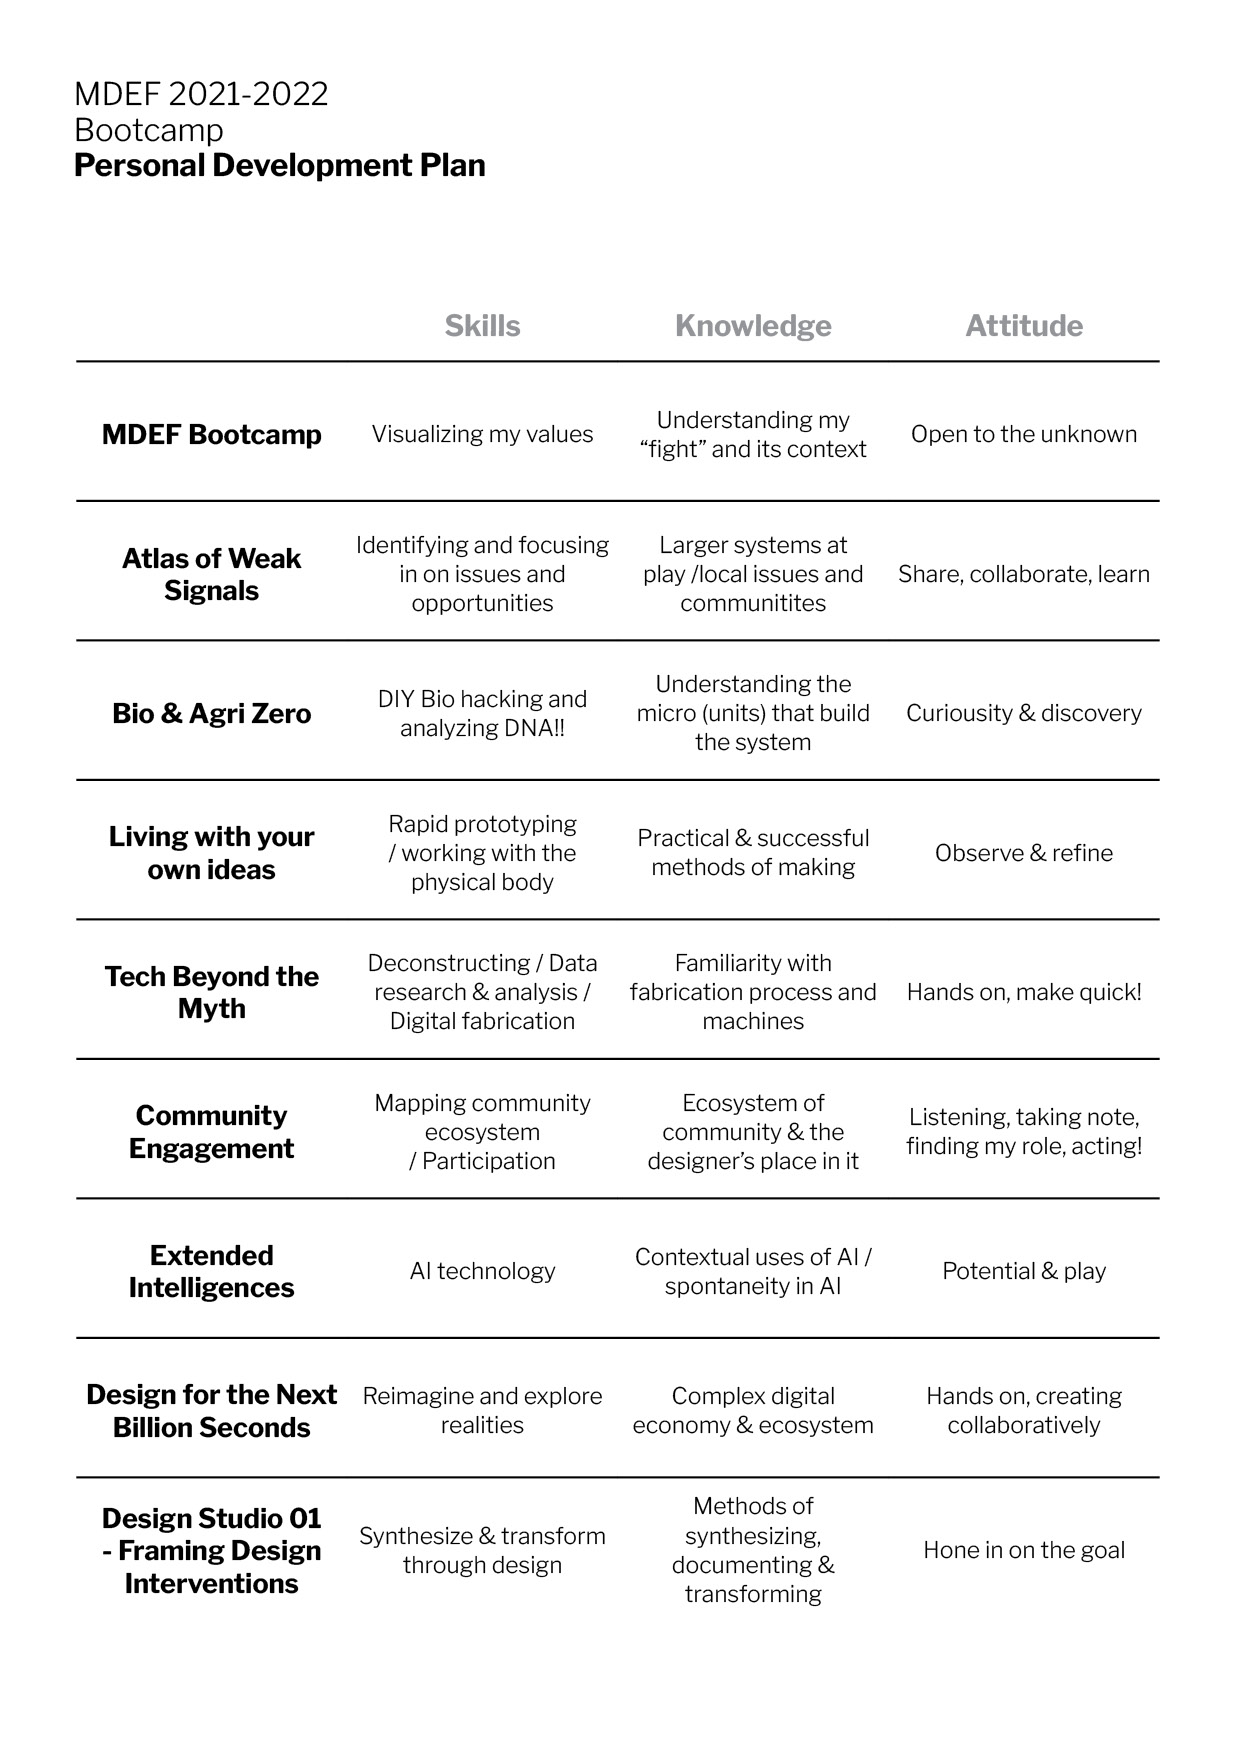 MDEF 2021-2022
Bootcamp
Personal Development Plan
Skills
Knowledge
Attitude
MDEF Bootcamp
Visualizing my values
Understanding my
“fight” and its context
Open to the unknown
Atlas of Weak
Signals
Identifying and focusing
in on issues and
opportunities
Larger systems at
play /local issues and
communitites
Share, collaborate, learn
Bio & Agri Zero
DIY Bio hacking and
analyzing DNA!!
Understanding the
micro (units) that build
the system
Curiousity & discovery
Living with your
own ideas
Rapid prototyping
/ working with the
physical body
Practical & successful
methods of making
Observe & refine
Tech Beyond the
Myth
Deconstructing / Data
research & analysis /
Digital fabrication
Familiarity with
fabrication process and
machines
Hands on, make quick!
Community
Engagement
Mapping community
ecosystem
/ Participation
Ecosystem of
community & the
designer’s place in it
Listening, taking note,
finding my role, acting!
Extended
Intelligences
AI technology
Contextual uses of AI /
spontaneity in AI
Potential & play
Design for the Next
Billion Seconds
Reimagine and explore
realities
Complex digital
economy & ecosystem
Hands on, creating
collaboratively
Design Studio 01
- Framing Design
Interventions
Synthesize & transform
through design
Methods of
synthesizing,
documenting &
transforming
Hone in on the goal